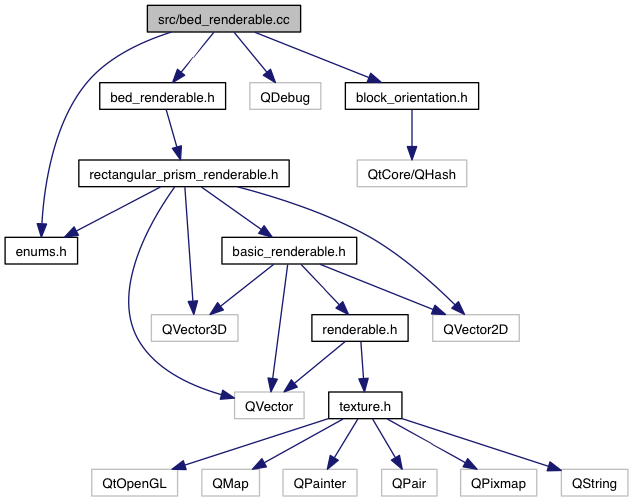 src/bed_renderable.cc
bed_renderable.h
QDebug
block_orientation.h
rectangular_prism_renderable.h
QtCore/QHash
enums.h
basic_renderable.h
QVector3D
renderable.h
QVector2D
QVector
texture.h
QtOpenGL
QMap
QPainter
QPair
QPixmap
QString